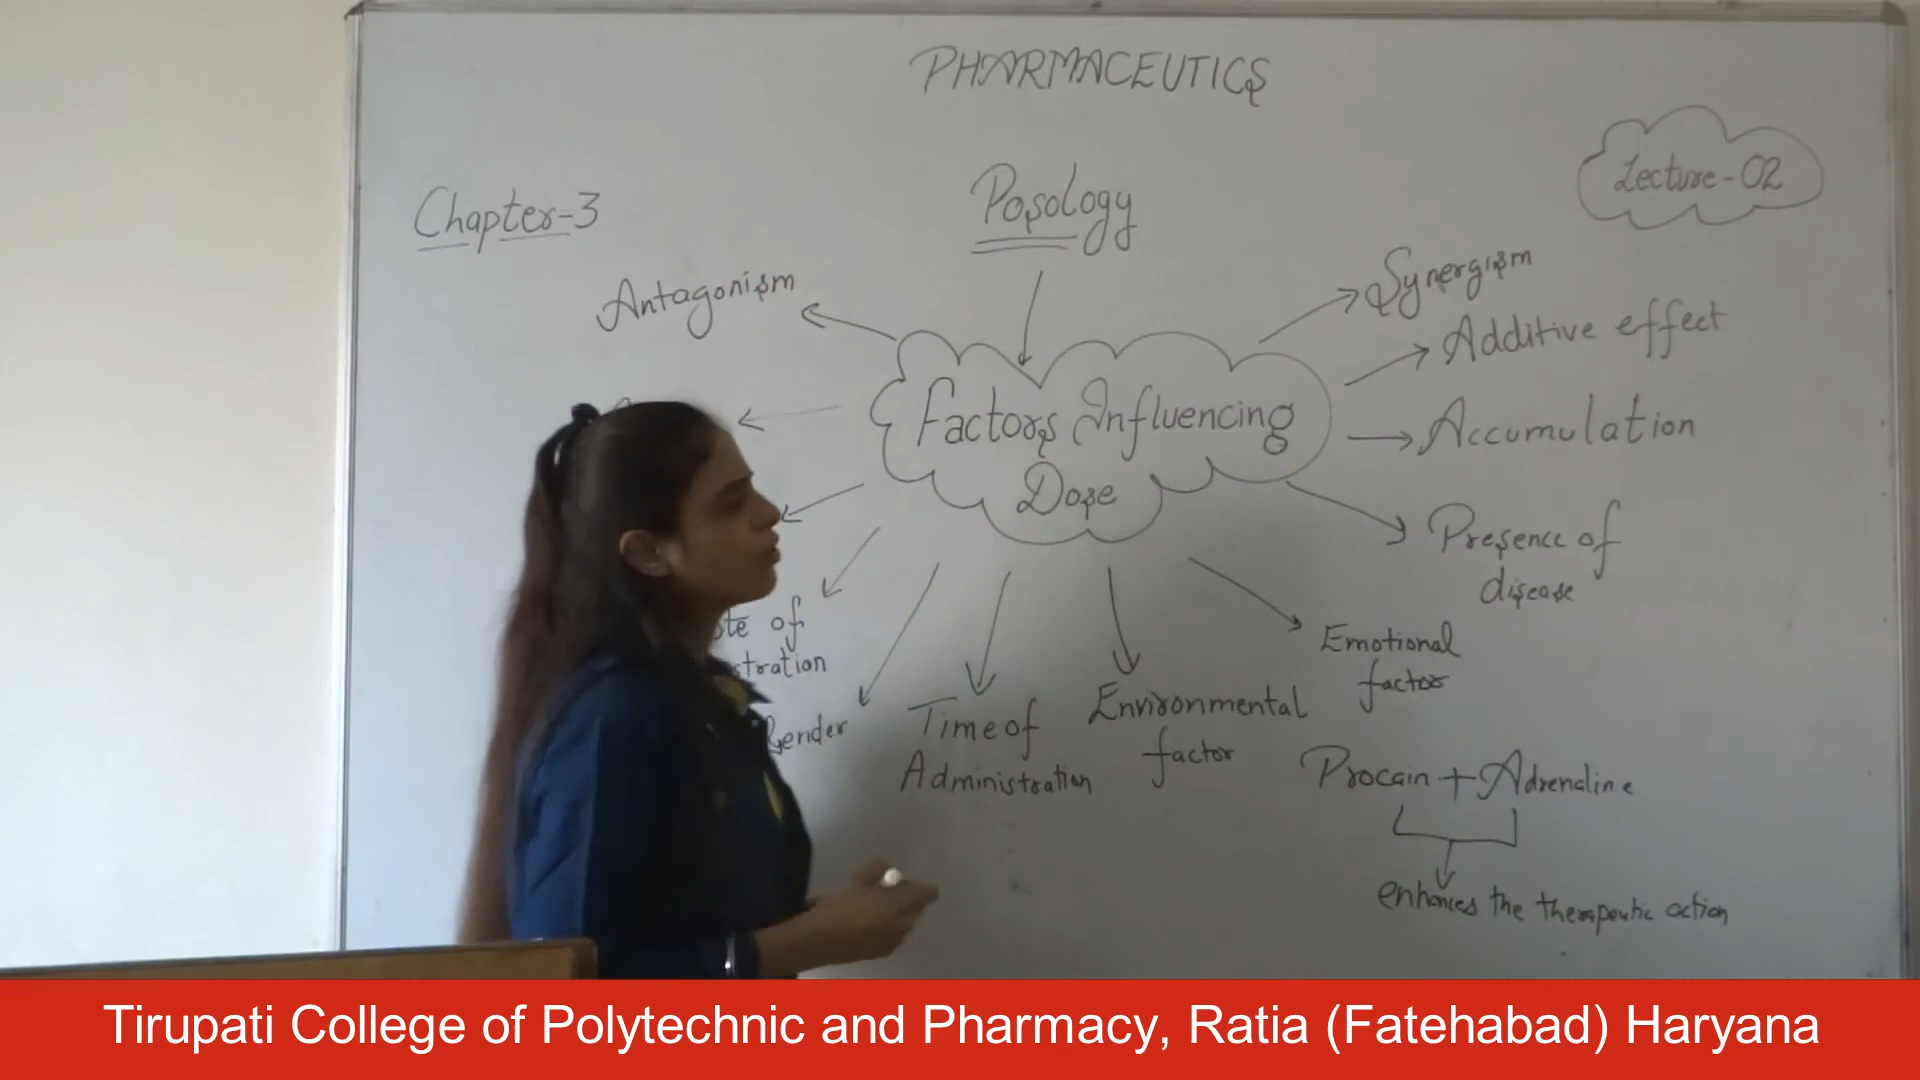 PHARMACEUTICS
Lecture-02
Posology
Chapter-3
Synergism
Antagonism
Additive effect
Factors Influencing
Dose
Accumulation
Presence of
disease
of
Emotional
factor
Gender
Time of
Administration
Environmental
factor
Procain + Adrenaline
enhances the therapeutic action
Tirupati College of Polytechnic and Pharmacy, Ratia (Fatehabad) Haryana